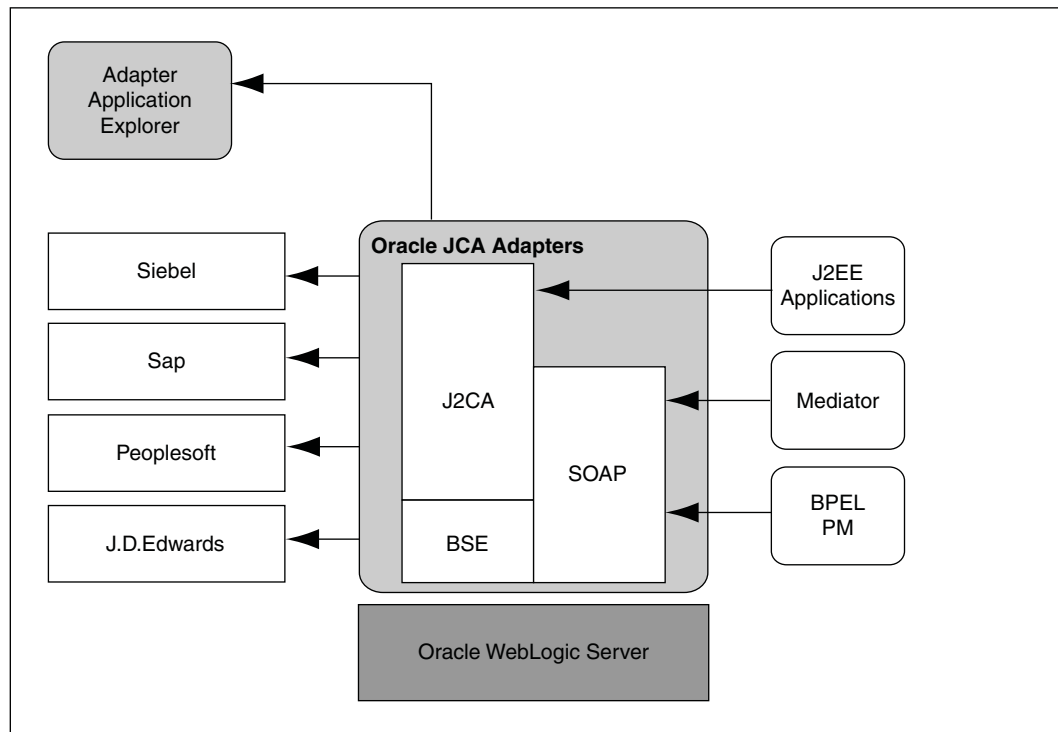 Adapter
Application
Explorer
Oracle JCA Adapters
Siebel
Sap
Peoplesoft
J.D.Edwards
J2CA
BSE
SOAP
J2EE
Applications
Mediator
BPEL
PM
Oracle WebLogic Server